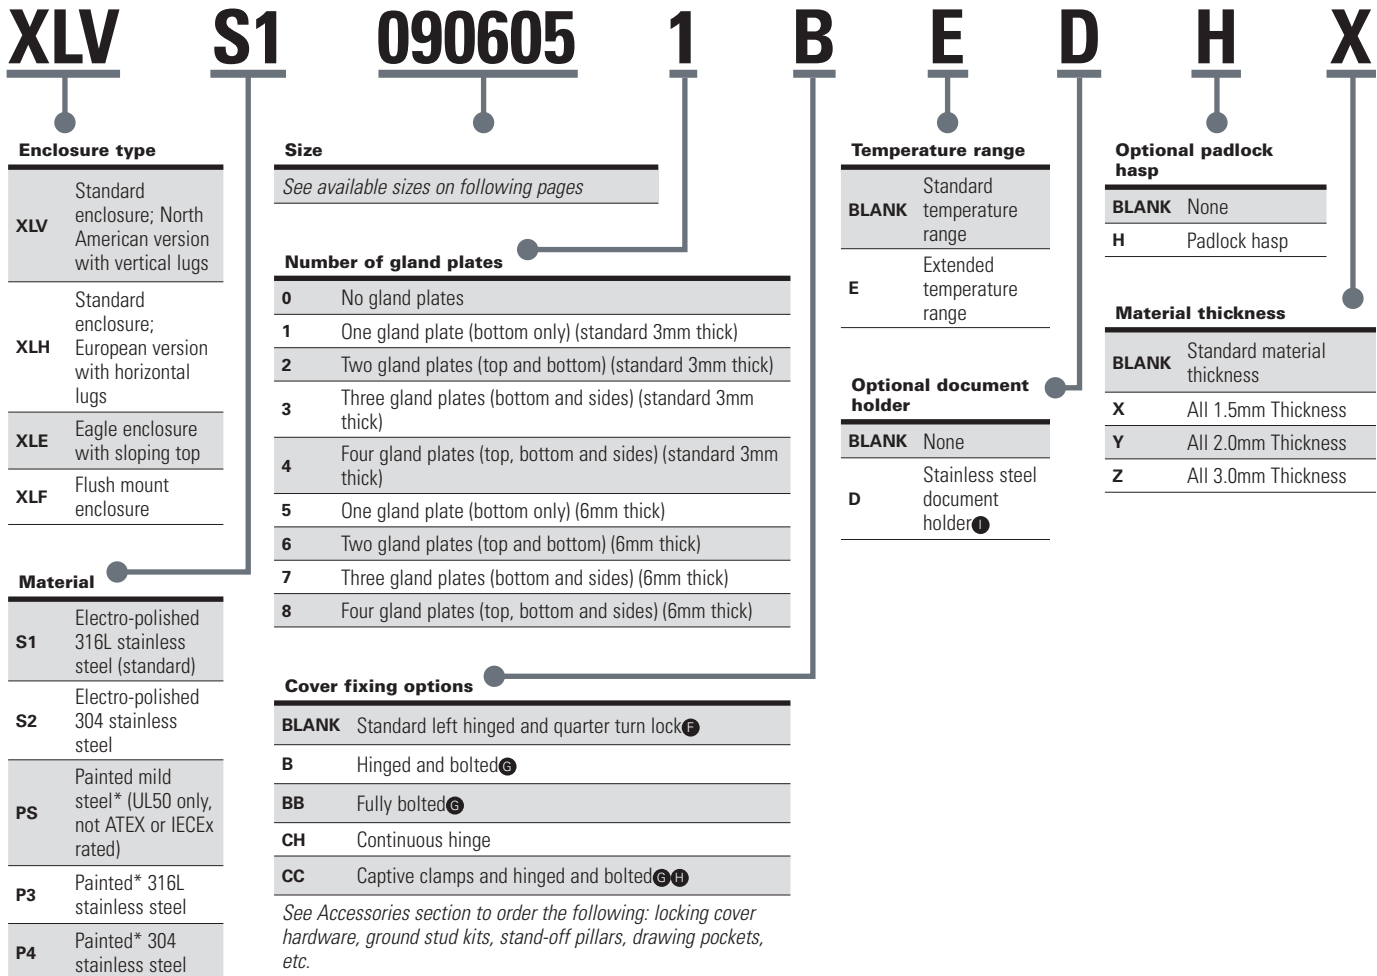 XLV S1 090605 1 B E D H X
Enclosure type
XLV Standard
enclosure; North
American version
with vertical lugs
XLH Standard
enclosure;
European version
with horizontal
lugs
XLE Eagle enclosure
with sloping top
XLF Flush mount
enclosure
Material
S1 Electro-polished
316L stainless
steel (standard)
S2 Electro-polished
304 stainless
steel
PS Painted mild
steel* (UL50 only,
not ATEX or IECEx
rated)
P3 Painted* 316L
stainless steel
P4 Painted* 304
stainless steel
Size
See available sizes on following pages
Number of gland plates
0 No gland plates
1 One gland plate (bottom only) (standard 3mm thick)
2 Two gland plates (top and bottom) (standard 3mm thick)
3 Three gland plates (bottom and sides) (standard 3mm
thick)
4 Four gland plates (top, bottom and sides) (standard 3mm
thick)
5 One gland plate (bottom only) (6mm thick)
6 Two gland plates (top and bottom) (6mm thick)
7 Three gland plates (bottom and sides) (6mm thick)
8 Four gland plates (top, bottom and sides) (6mm thick)
Cover fixing options
BLANK Standard left hinged and quarter turn lock F
B Hinged and bolted G
BB Fully bolted G
CH Continuous hinge
CC Captive clamps and hinged and bolted G H
See Accessories section to order the following: locking cover
hardware, ground stud kits, stand-off pillars, drawing pockets,
etc.
Temperature range
BLANK Standard
temperature
range
E Extended
temperature
range
Optional document
holder
BLANK None
D Stainless steel
document
holder I
Optional padlock
hasp
BLANK None
H Padlock hasp
Material thickness
BLANK Standard material
thickness
X All 1.5mm Thickness
Y All 2.0mm Thickness
Z All 3.0mm Thickness